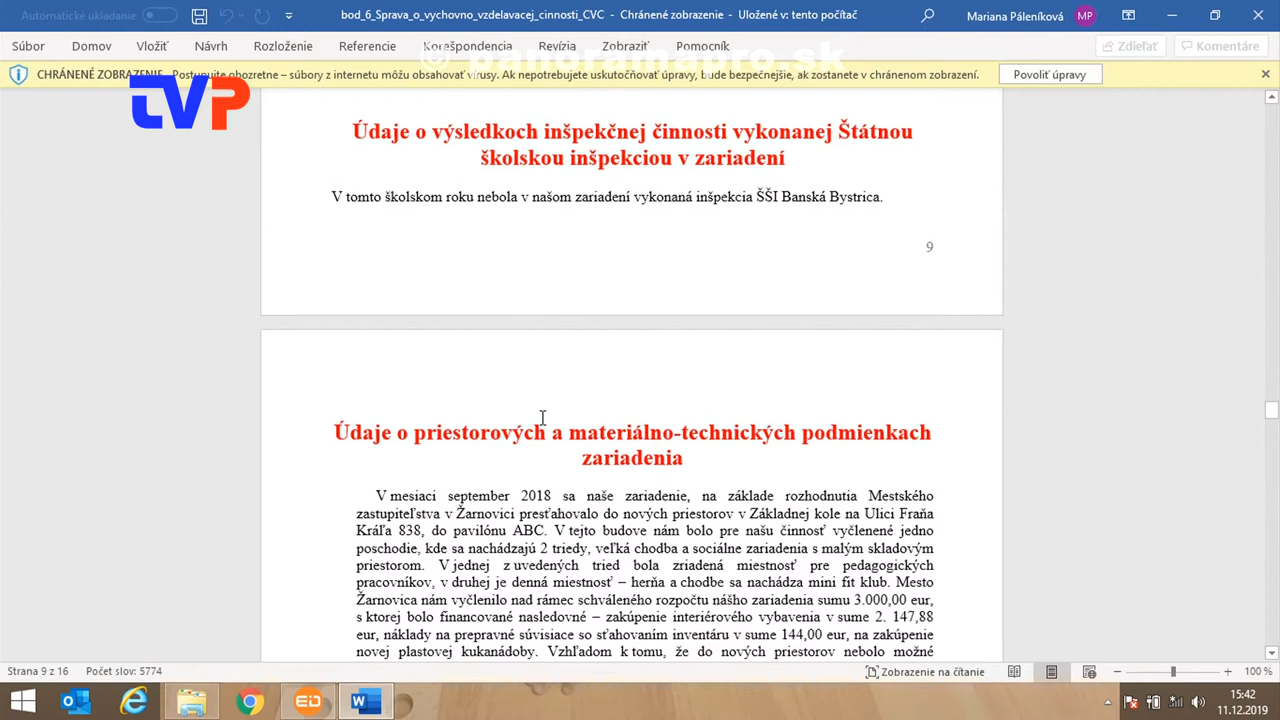 Automatické ukladanie
bod_6_Sprava_o_vychovno_vzdelavacej_cinnosti_CVC - Chránené zobrazenie - Uložené v: tento počítač
Mariana Páleníková
MP
Súbor Domov Vložiť Návrh Rozloženie Referencie Korešpondencia Revízia Zobraziť Pomocník Zdieľať Komentáre
© panoramapro.sk
CHRÁNENÉ ZOBRAZENIE Postupujte obozretne – súbory z internetu môžu obsahovať vírusy. Ak nepotrebujete uskutočňovať úpravy, bude bezpečnejšie, ak zostanete v chránenom zobrazení. Povoliť úpravy
tVP
Údaje o výsledkoch inšpekčnej činnosti vykonanej Štátnou
školskou inšpekciou v zariadení
V tomto školskom roku nebola v našom zariadení vykonaná inšpekcia ŠŠI Banská Bystrica.
9
Údaje o priestorových a materiálno-technických podmienkach
zariadenia
V mesiaci september 2018 sa naše zariadenie, na základe rozhodnutia Mestského
zastupiteľstva v Žarnovici presťahovalo do nových priestorov v Základnej kole na Ulici Fraňa
Kráľa 838, do pavilónu ABC. V tejto budove nám bolo pre našu činnosť vyčlenené jedno
poschodie, kde sa nachádzajú 2 triedy, veľká chodba a sociálne zariadenia s malým skladovým
priestorom. V jednej z uvedených tried bola zriadená miestnosť pre pedagogických
pracovníkov, v druhej je denná miestnosť – herňa a chodbe sa nachádza mini fit klub. Mesto
Žarnovica nám vyčlenilo nad rámec schváleného rozpočtu nášho zariadenia sumu 3.000,00 eur,
s ktorej bolo financované nasledovné – zakúpenie interiérového vybavenia v sume 2. 147,88
eur, náklady na prepravné súvisiace so sťahovaním inventáru v sume 144,00 eur, na zakúpenie
novej plastovej kukanádoby. Vzhľadom k tomu, že do nových priestorov nebolo možné
Strana 9 z 16 Počet slov: 5774 Zobrazenie na čítanie 100 %
15:42
11.12.2019